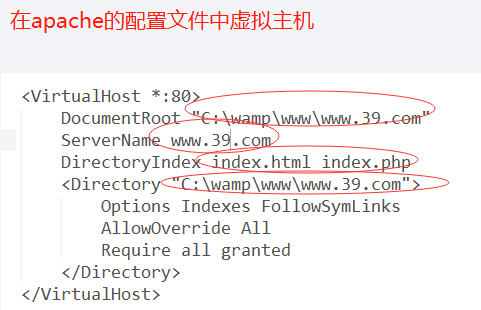 在apache的配置文件中虚拟主机
<VirtualHost *:80>
DocumentRoot "C:\wamp\www\www.39.com"
ServerName www.39.com
DirectoryIndex index.html index.php
<Directory "C:\wamp\www\www.39.com">
Options Indexes FollowSymLinks
AllowOverride All
Require all granted
</Directory>
</VirtualHost>